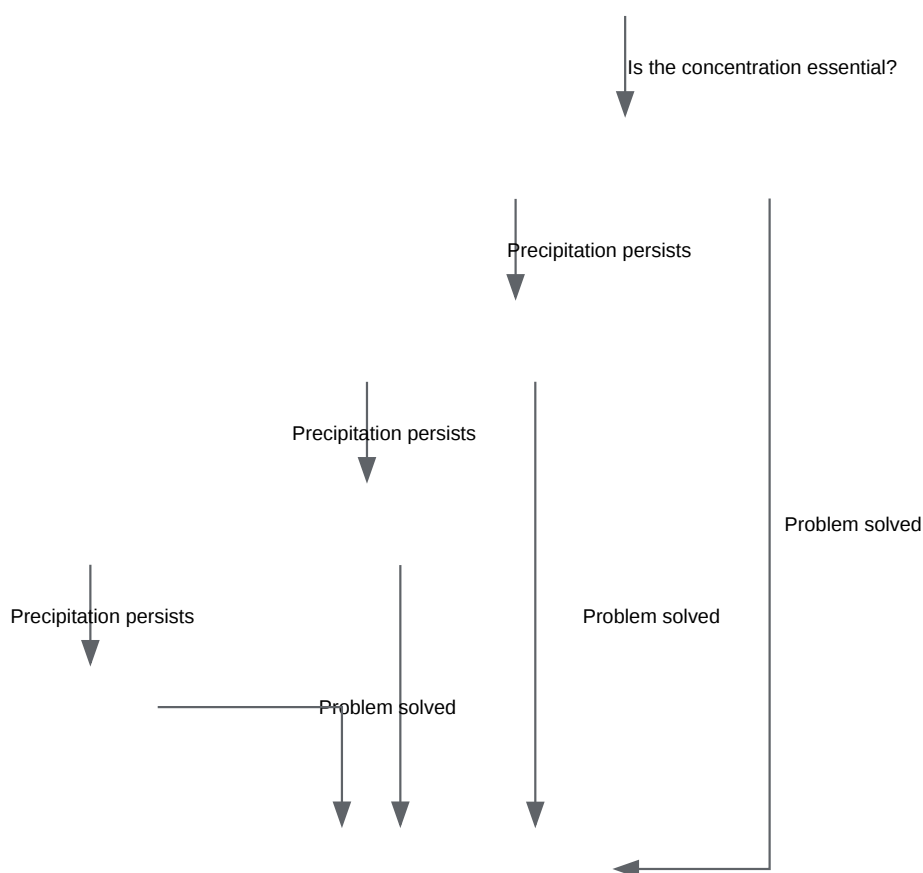 Is the concentration essential?
Precipitation persists
Precipitation persists
Problem solved
Precipitation persists
Problem solved
Problem solved